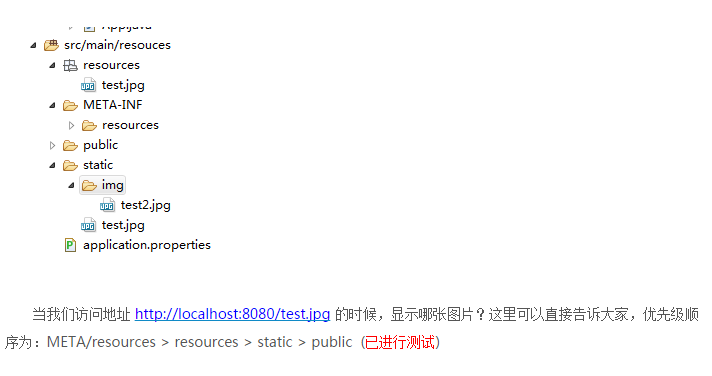 App.java
src/main/resouces
resources
test.jpg
META-INF
resources
public
static
img
test2.jpg
test.jpg
application.properties
当我们访问地址 http://localhost:8080/test.jpg 的时候，显示哪张图片？这里可以直接告诉大家，优先级顺
序为：META/resources > resources > static > public (已进行测试)